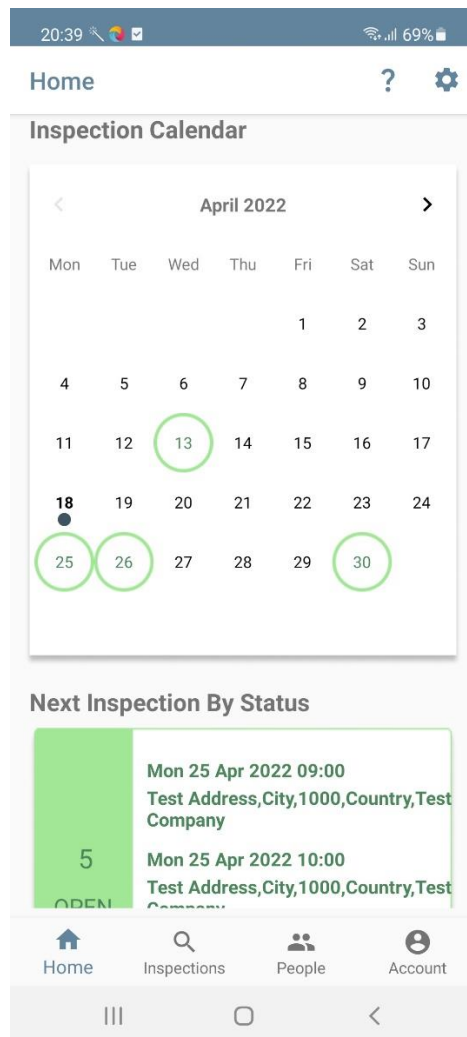 20:39 69%
Home ?
Inspection Calendar
April 2022
Mon Tue Wed Thu Fri Sat Sun
1 2 3
4 5 6 7 8 9 10
11 12 13 14 15 16 17
18 19 20 21 22 23 24
25 26 27 28 29 30
Next Inspection By Status
Mon 25 Apr 2022 09:00
Test Address,City,1000,Country,Test
Company
5
Mon 25 Apr 2022 10:00
Test Address,City,1000,Country,Test
OPEN Company
Home Inspections People Account